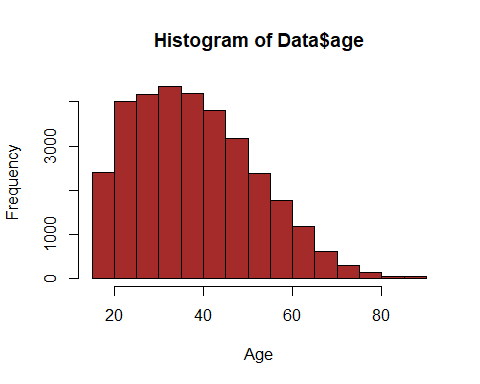 Histogram of Data$age
Frequency
3000
1000
0
20 40 60 80
Age